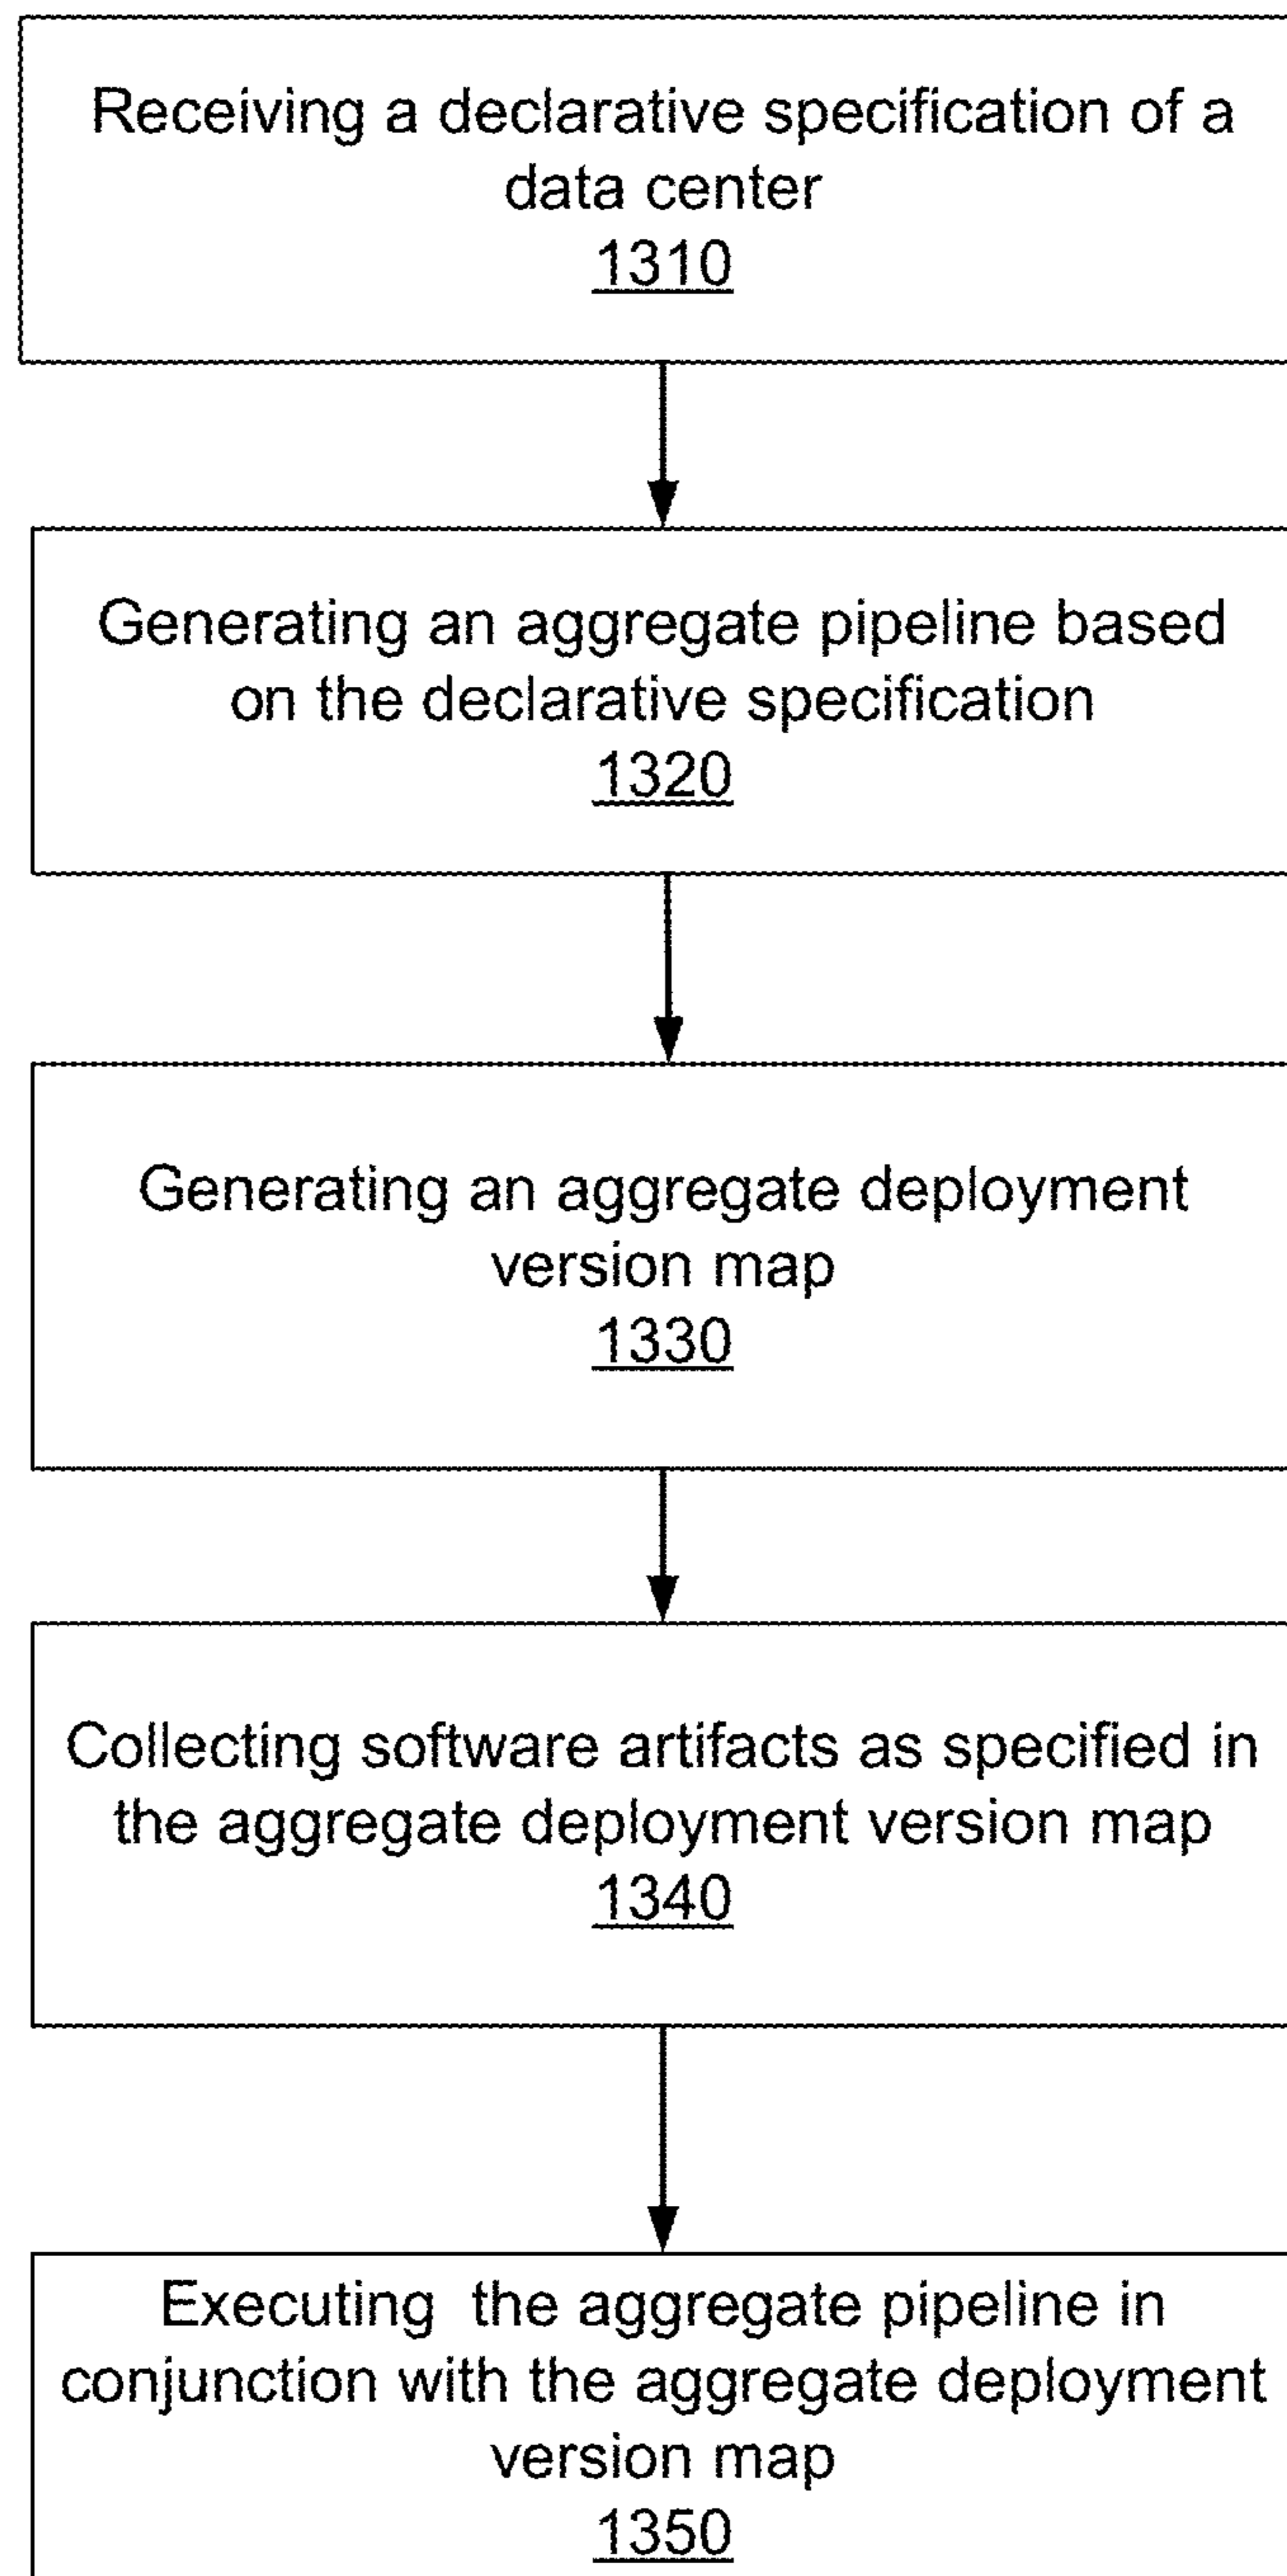 Receiving a declarative specification of a
data center
1310
Generating an aggregate pipeline based
on the declarative specification
1320
Generating an aggregate deployment
version map
1330
Collecting software artifacts as specified in
the aggregate deployment version map
1340
Executing the aggregate pipeline in
conjunction with the aggregate deployment
version map
1350